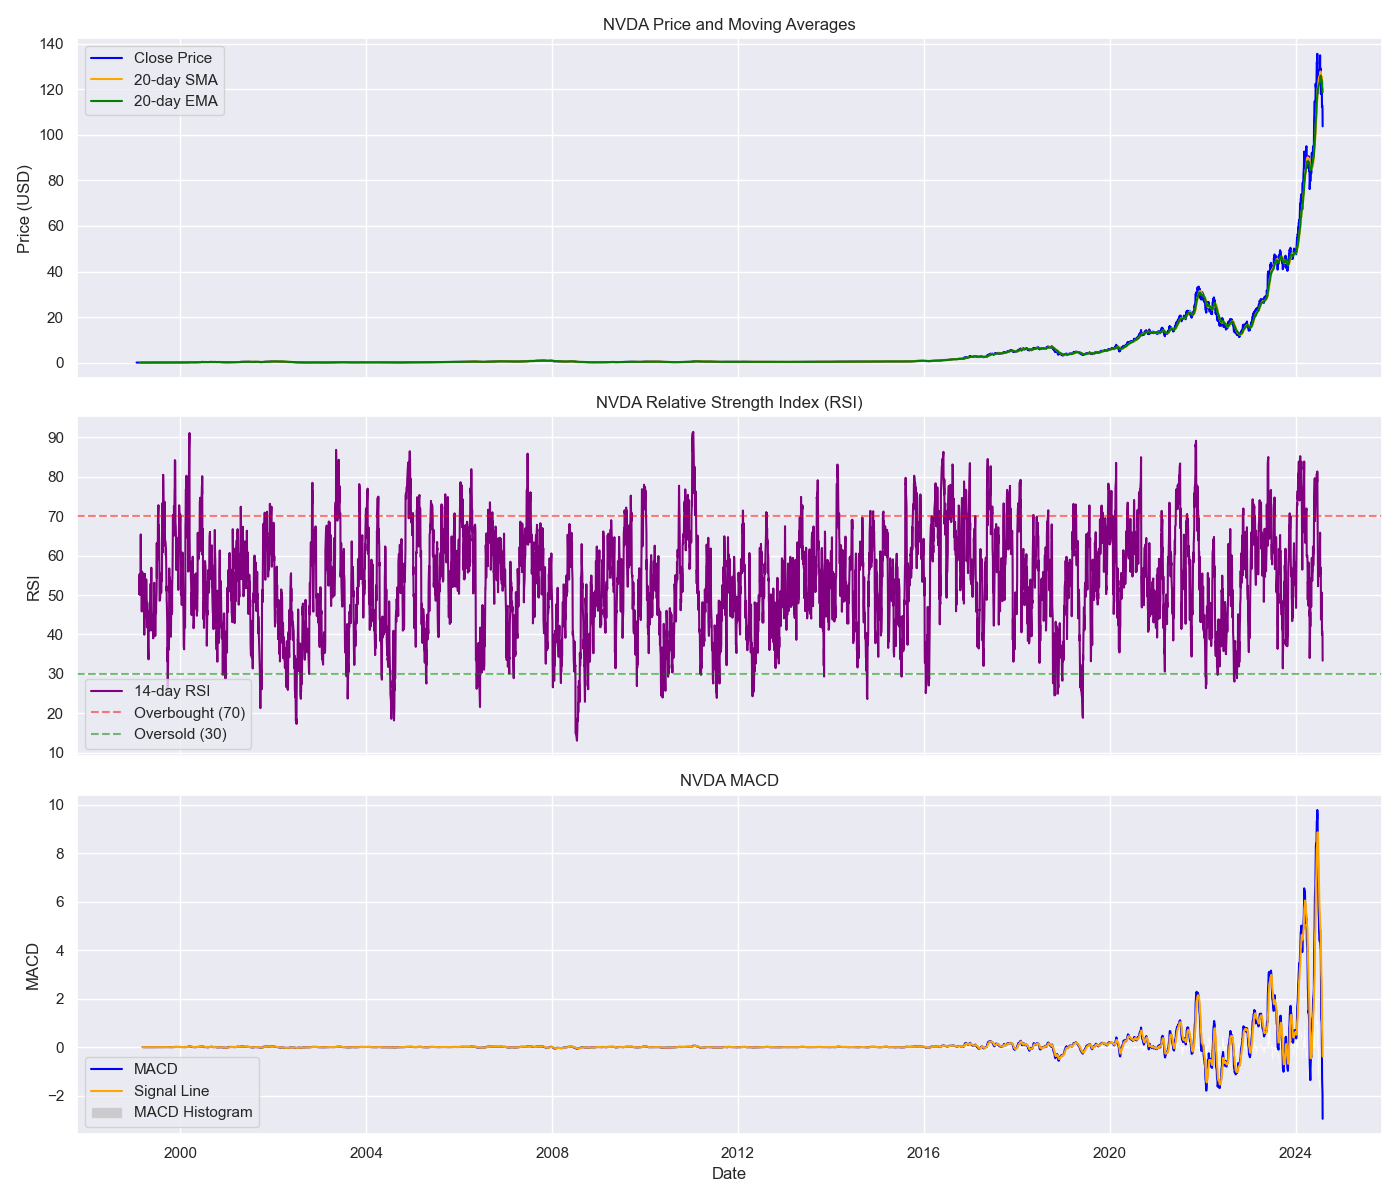 NVDA Price and Moving Averages
Close Price
20-day SMA
20-day EMA
Price (USD)
140
120
100
80
60
40
20
0
NVDA Relative Strength Index (RSI)
RSI
90
80
70
60
50
40
30
20
10
14-day RSI
Overbought (70)
Oversold (30)
NVDA MACD
MACD
10
8
6
4
2
0
−2
MACD
Signal Line
MACD Histogram
2000
2004
2008
2012
2016
2020
2024
Date